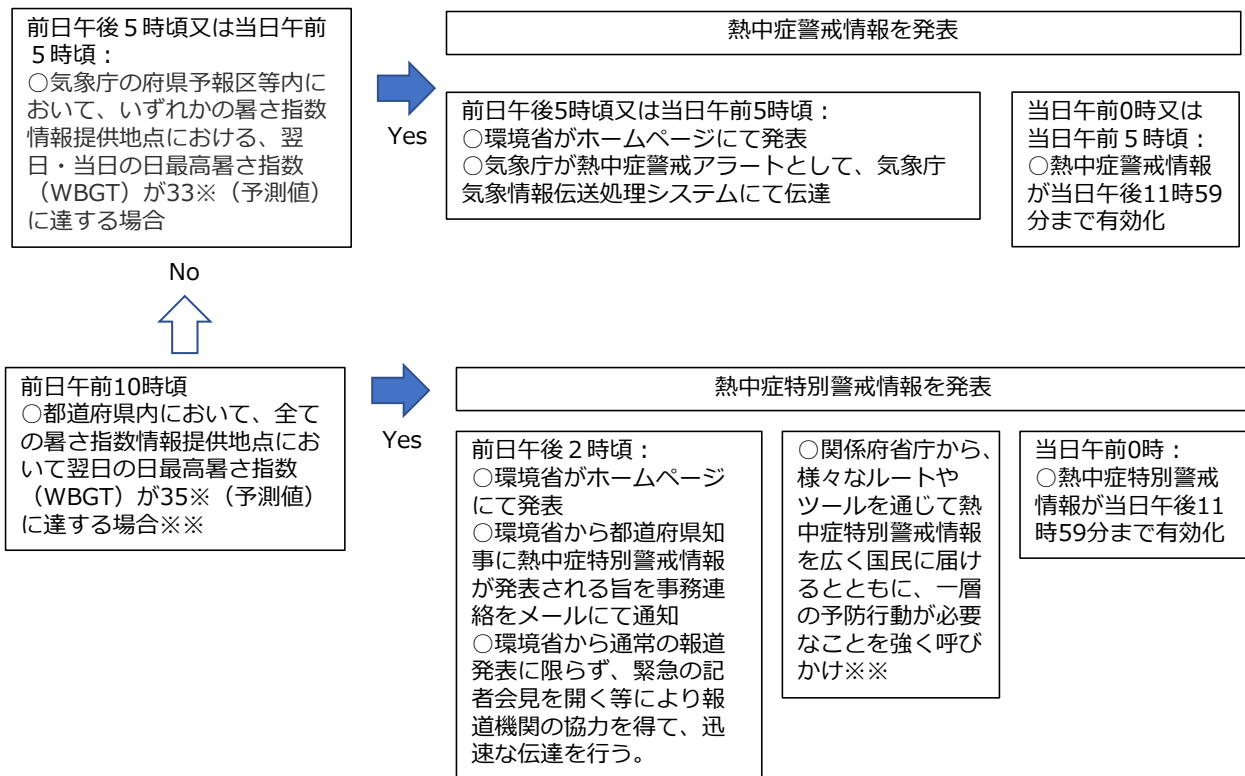 前日午後５時頃又は当日午前
５時頃：
○気象庁の府県予報区等内に
おいて、いずれかの暑さ指数
情報提供地点における、翌
日・当日の日最高暑さ指数
（WBGT）が33※（予測値）
に達する場合
Yes
熱中症警戒情報を発表
前日午後5時頃又は当日午前5時頃：
○環境省がホームページにて発表
○気象庁が熱中症警戒アラートとして、気象庁
気象情報伝送処理システムにて伝達
当日午前0時又は
当日午前５時頃：
○熱中症警戒情報
が当日午後11時59
分まで有効化
No
前日午前10時頃
○都道府県内において、全て
の暑さ指数情報提供地点にお
いて翌日の日最高暑さ指数
（WBGT）が35※（予測値）
に達する場合※※
Yes
熱中症特別警戒情報を発表
前日午後２時頃：
○環境省がホームページ
にて発表
○環境省から都道府県知
事に熱中症特別警戒情報
が発表される旨を事務連
絡をメールにて通知
○環境省から通常の報道
発表に限らず、緊急の記
者会見を開く等により報
道機関の協力を得て、迅
速な伝達を行う。
○関係府省庁から、
様々なルートや
ツールを通じて熱
中症特別警戒情報
を広く国民に届け
るとともに、一層
の予防行動が必要
なことを強く呼び
かけ※※
当日午前0時：
○熱中症特別警戒
情報が当日午後11
時59分まで有効化